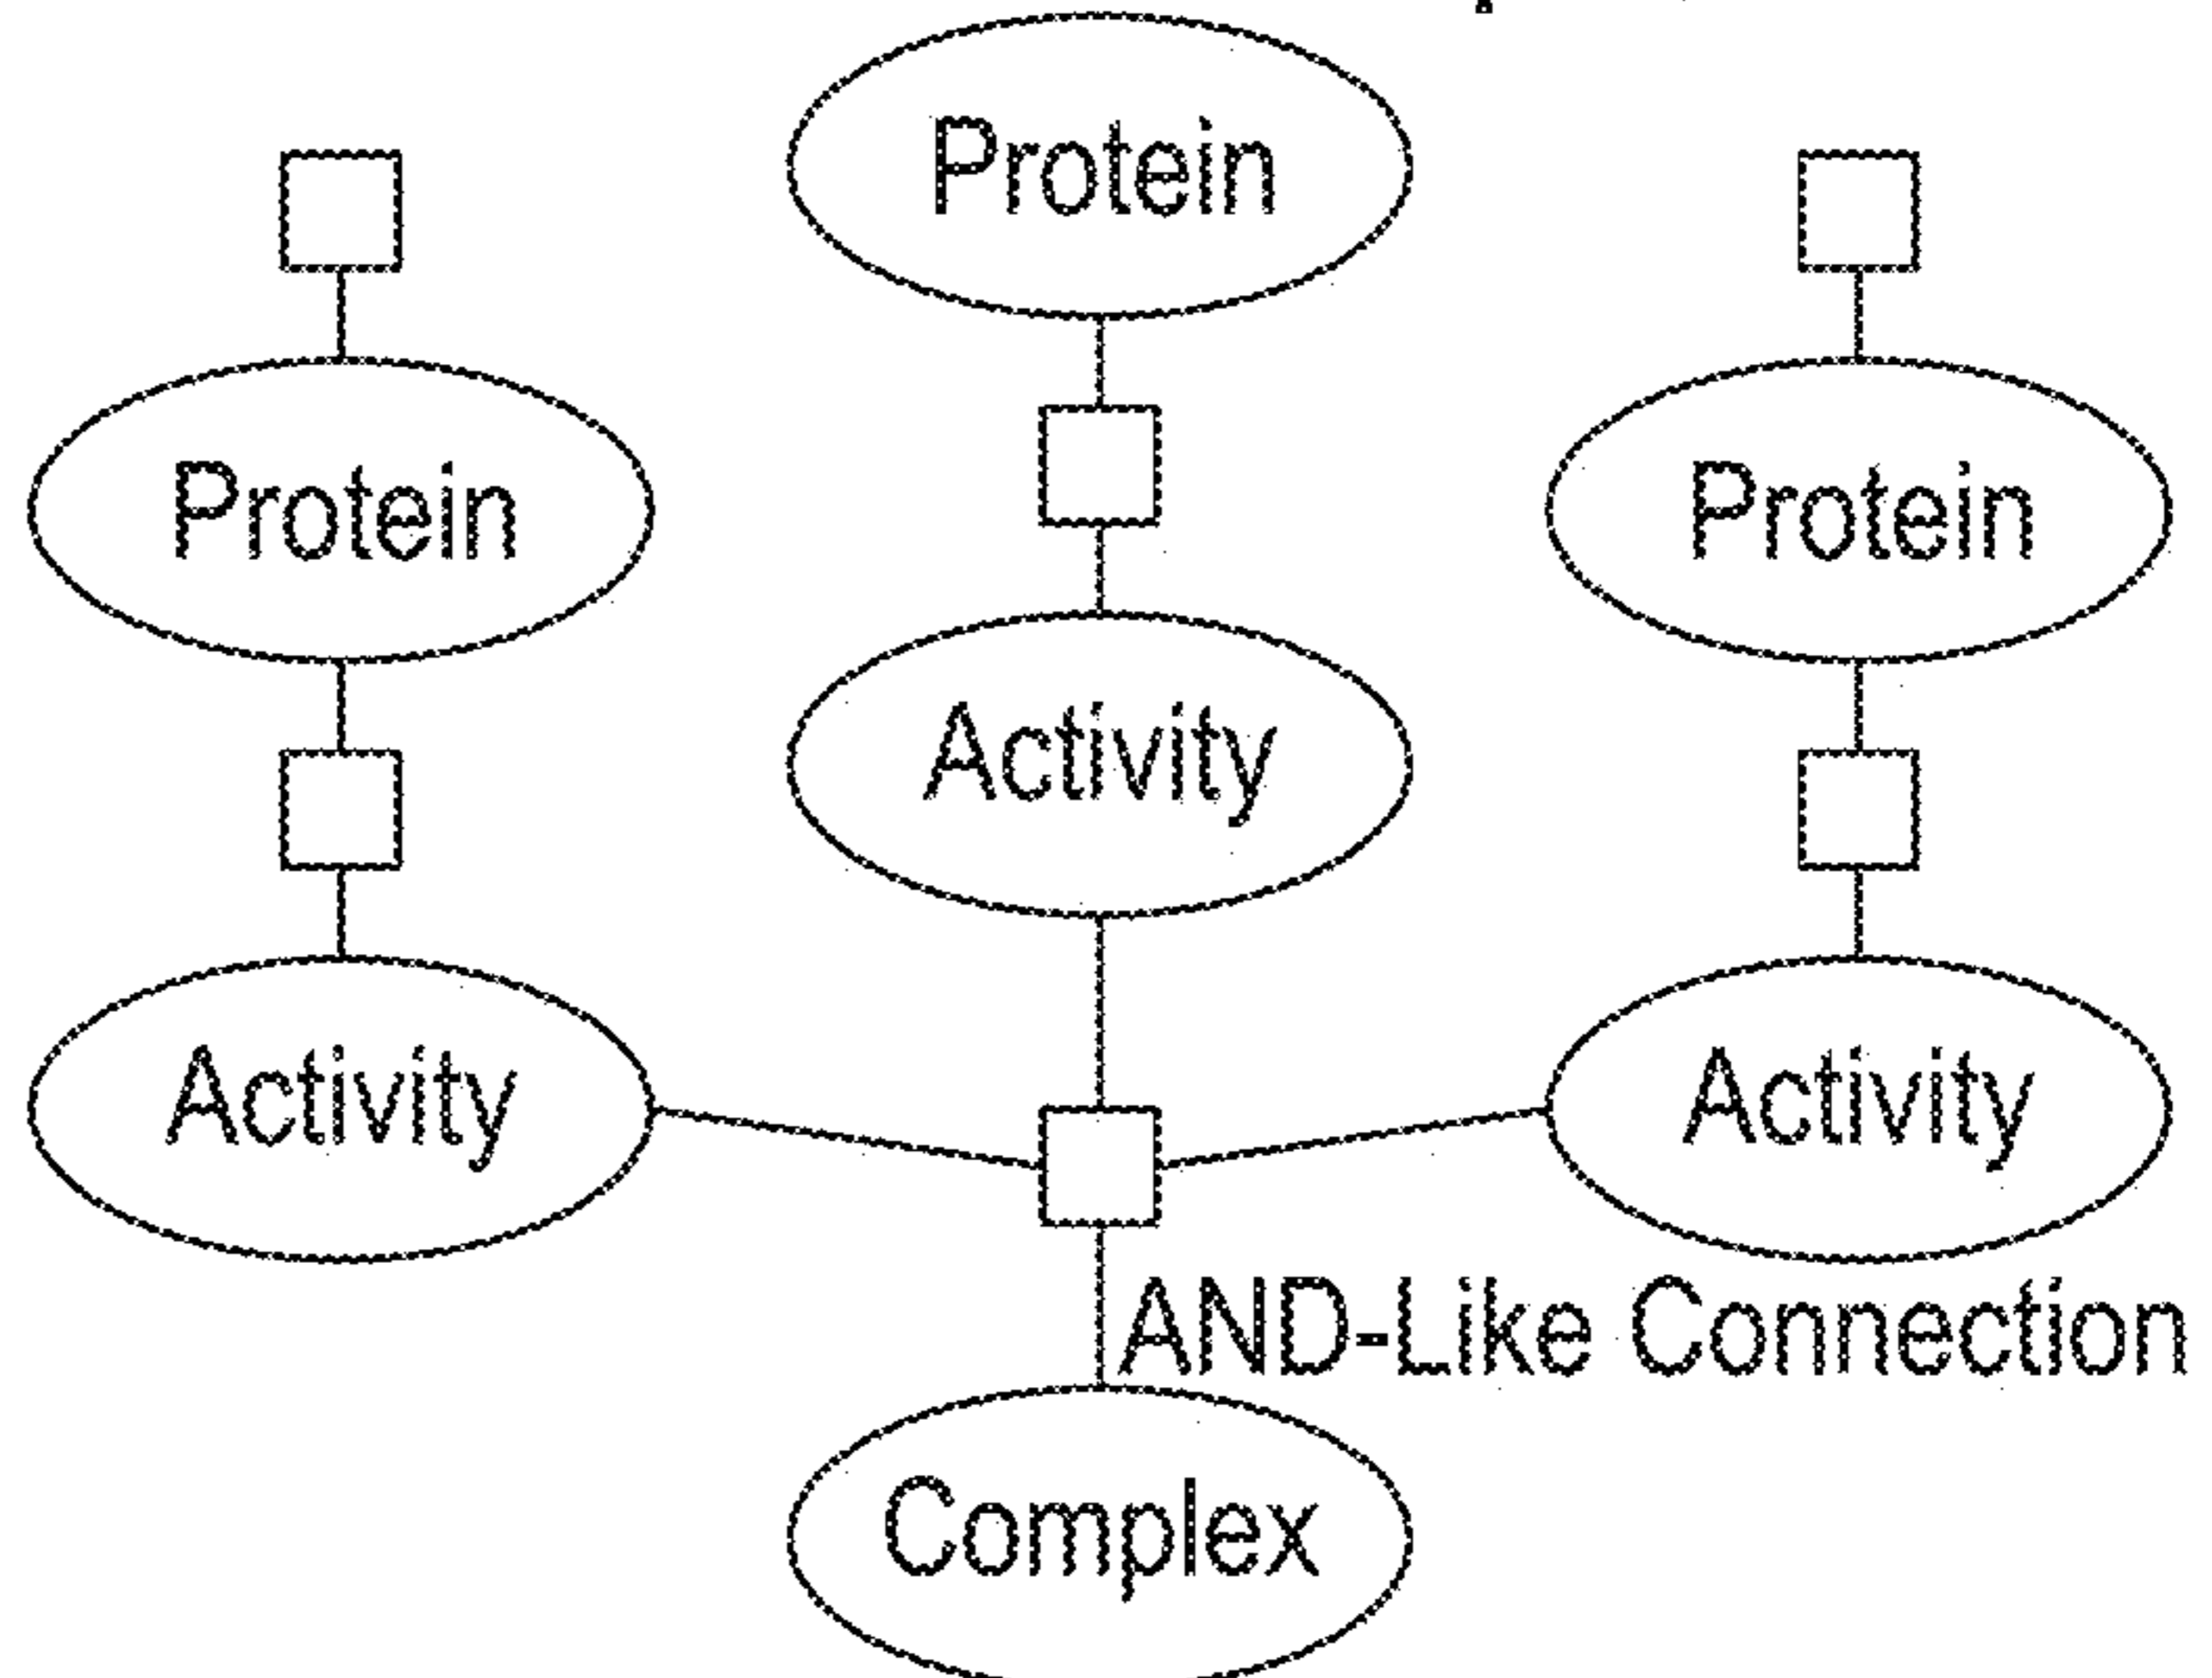 Protein
Protein
Protein
Activity
Activity
Activity
AND-Like Connection
Complex